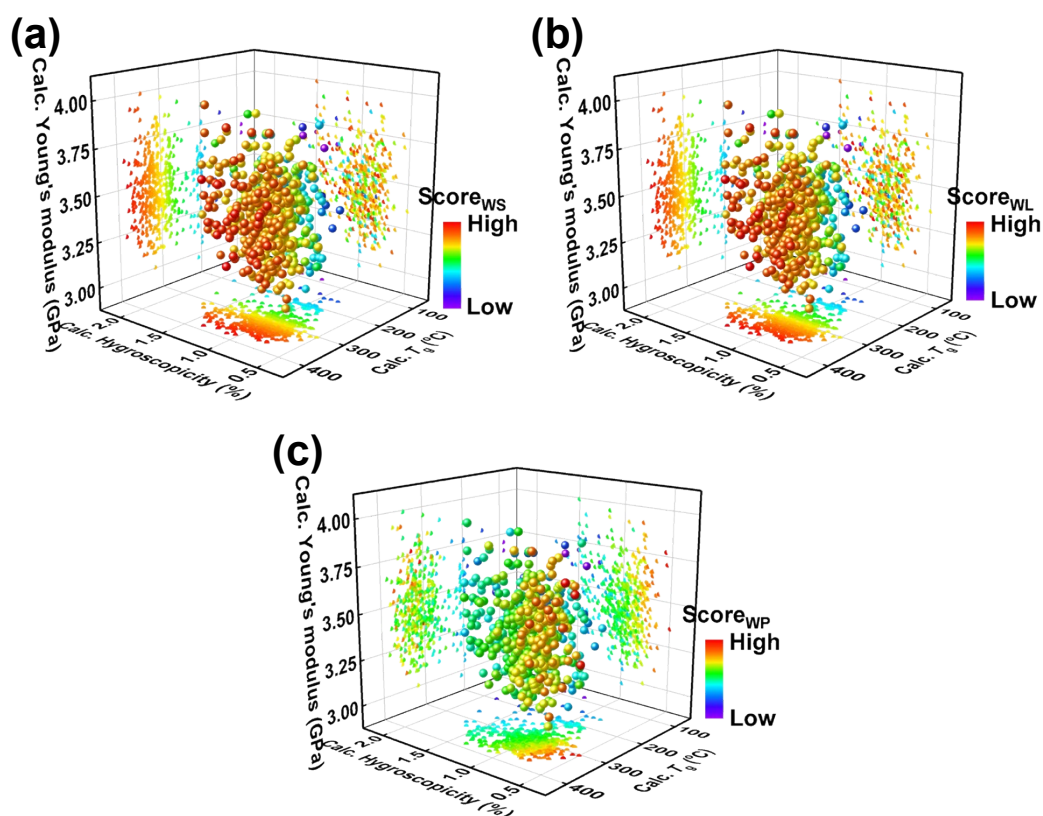 (a)
Calc. Young's modulus (GPa)
4.00
3.75
3.50
3.25
3.00
2.0
1.5
1.0
0.5
Calc. Hygroscopicity (%)
100
200
300
400
Calc. Tg (ºC)
ScoreWS
High
Low
(b)
Calc. Young's modulus (GPa)
4.00
3.75
3.50
3.25
3.00
2.0
1.5
1.0
0.5
Calc. Hygroscopicity (%)
100
200
300
400
Calc. Tg (ºC)
ScoreWL
High
Low
(c)
Calc. Young's modulus (GPa)
4.00
3.75
3.50
3.25
3.00
2.0
1.5
1.0
0.5
Calc. Hygroscopicity (%)
100
200
300
400
Calc. Tg (ºC)
ScoreWP
High
Low